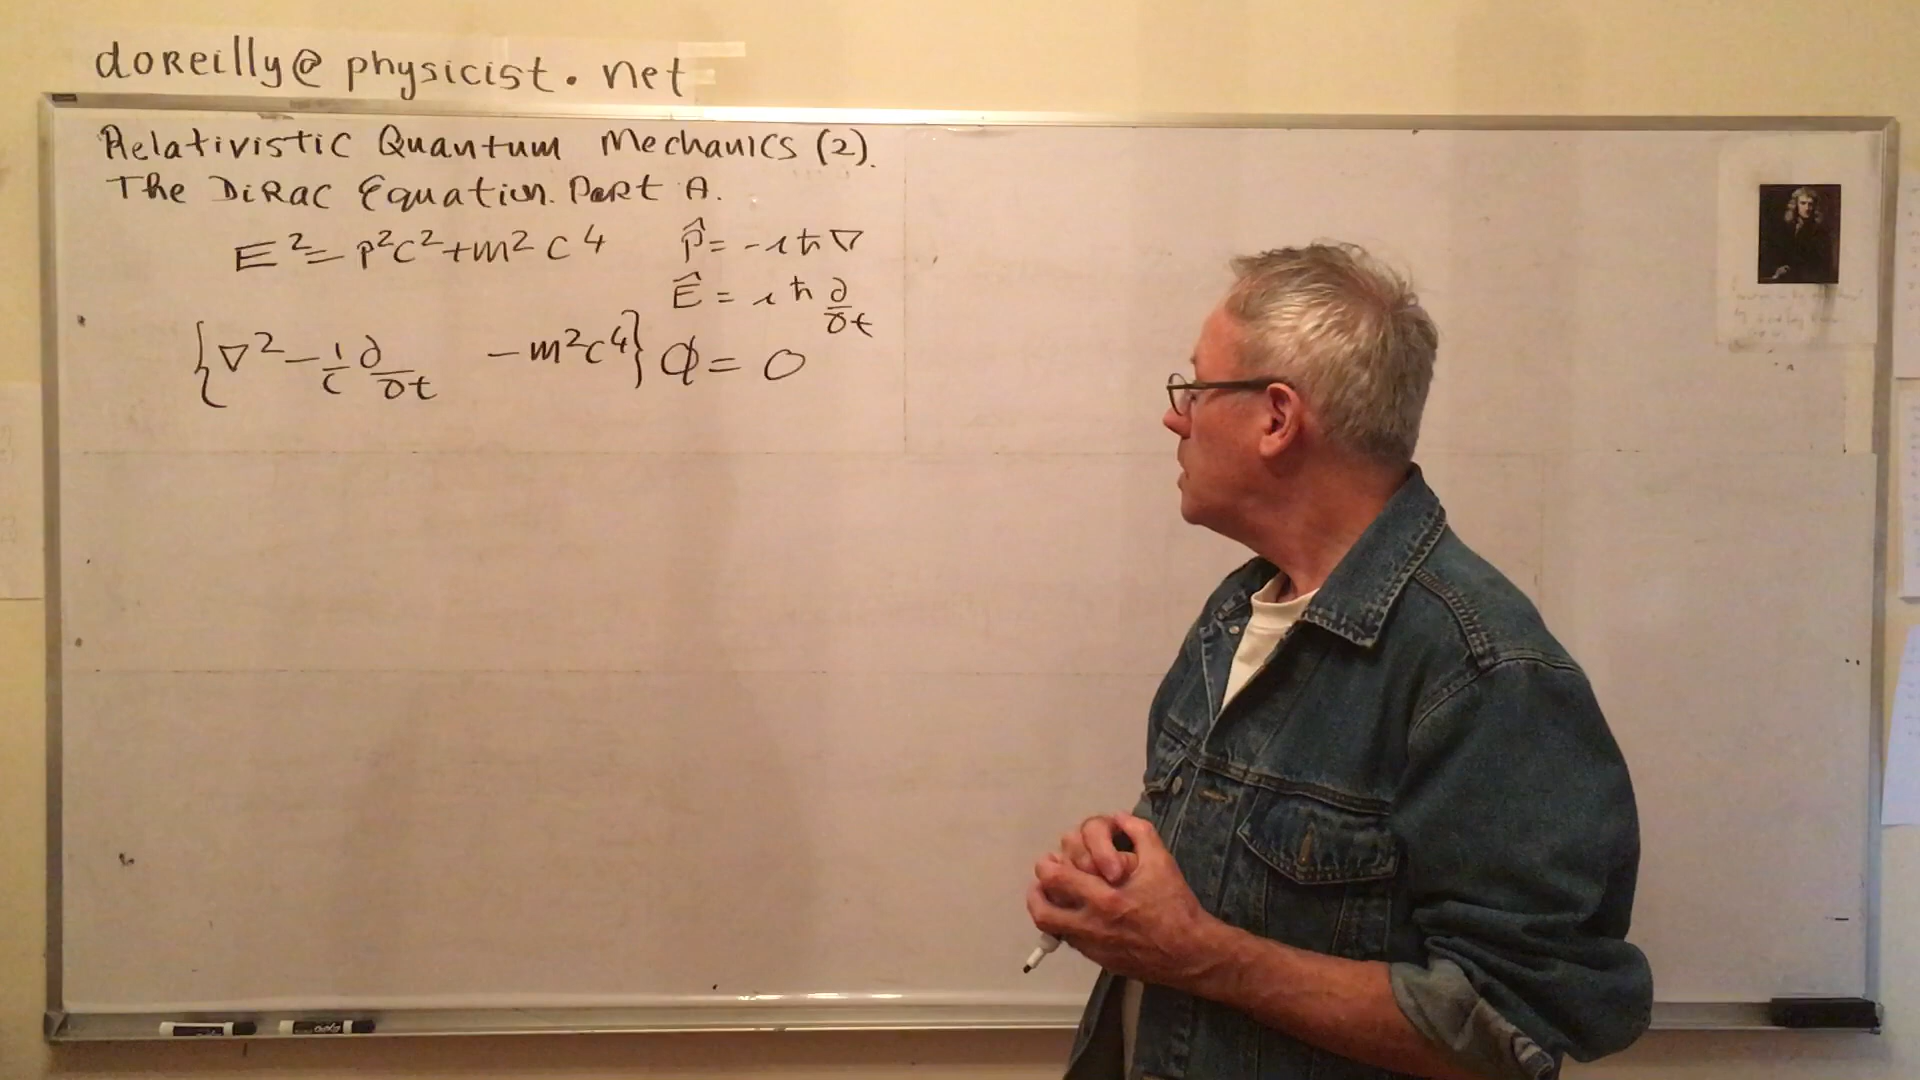 doReilly@physicist.net
Relativistic Quantum Mechanics (2).
The Dirac Equation. Part A.
E² = p²c² + m²c⁴ p̂ = -iħ∇
Ê = iħ ∂/∂t
{∇² - 1/c ∂/∂t - m²c⁴} ϕ = 0